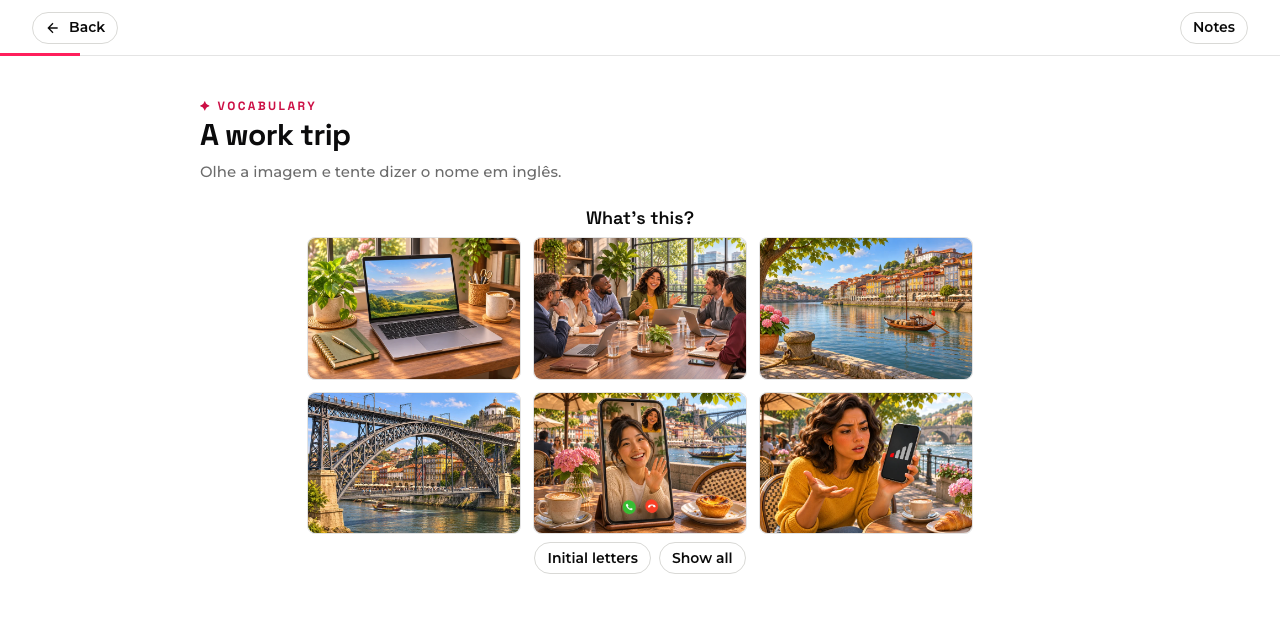 Back
Notes
VOCABULARY
A work trip
Olhe a imagem e tente dizer o nome em inglês.
What's this?
Initial letters
Show all